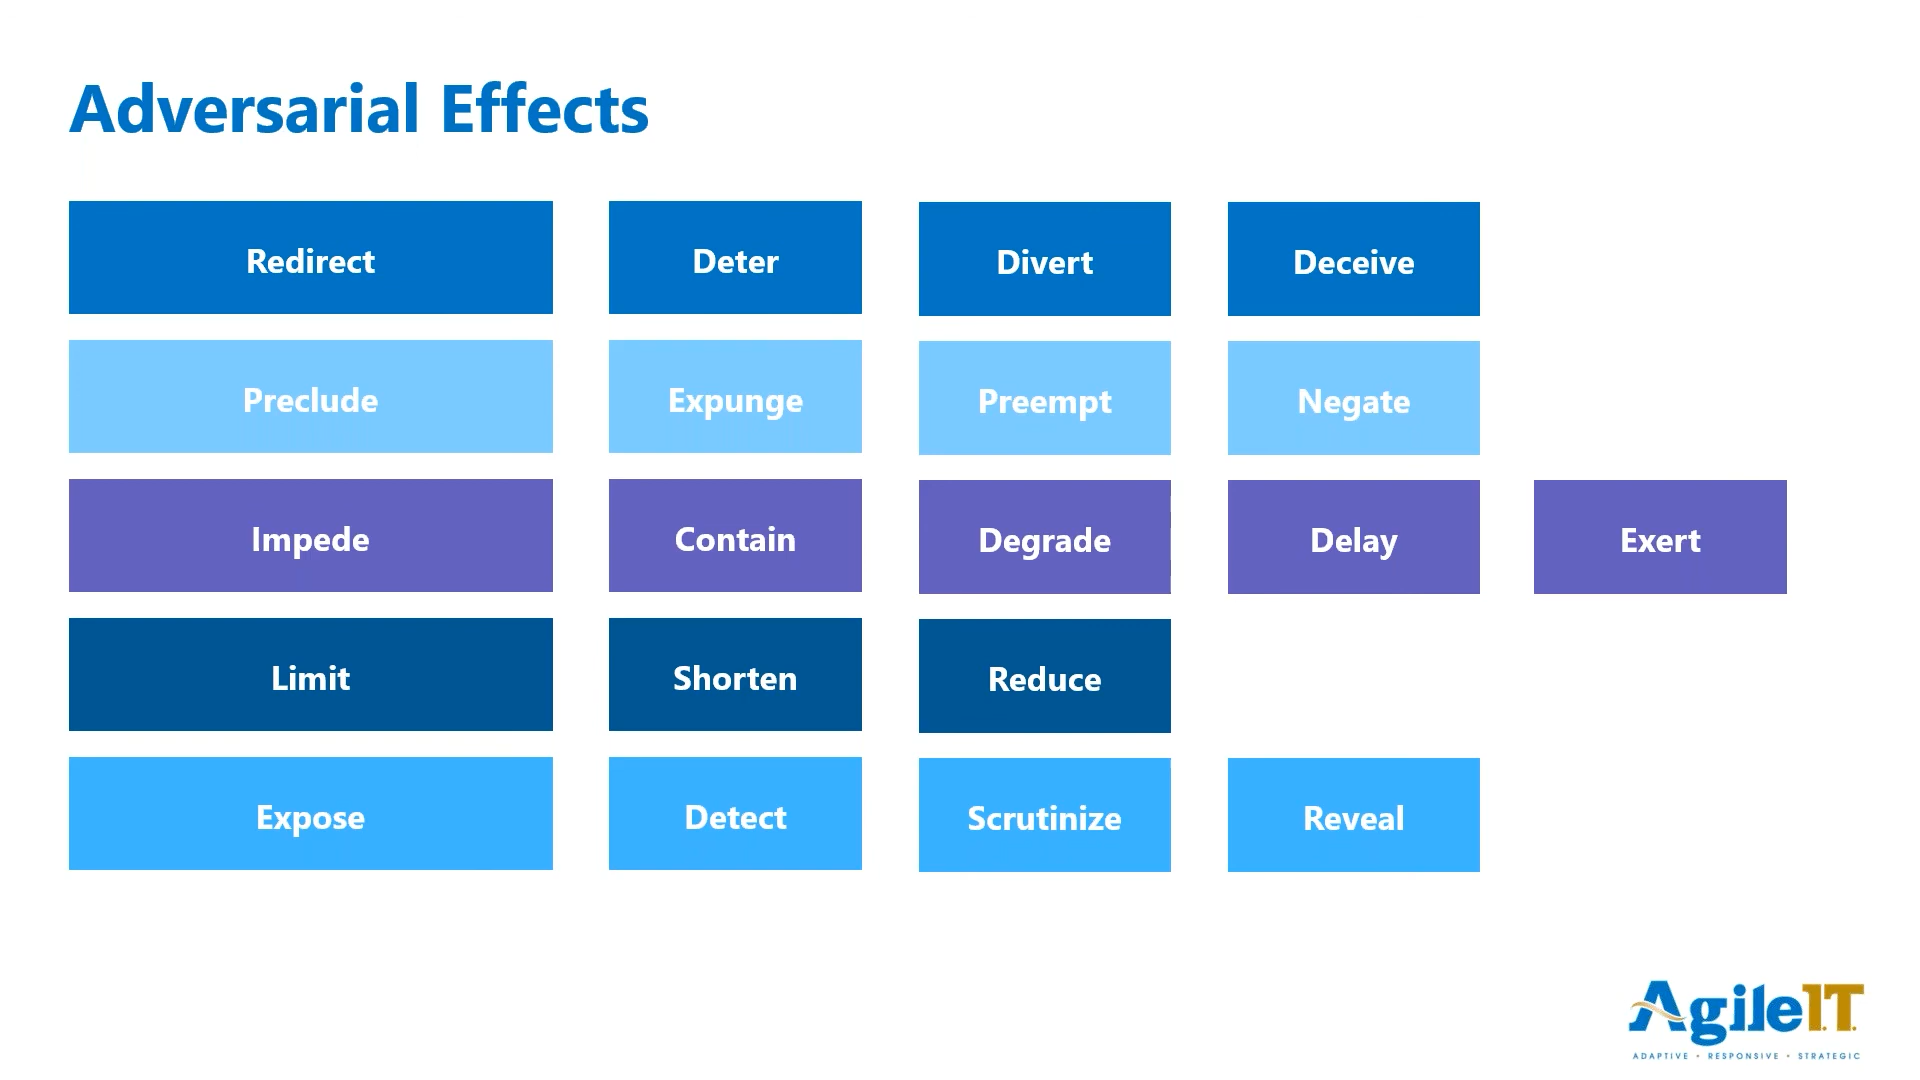 Adversarial Effects
Redirect
Deter
Divert
Deceive
Preclude
Expunge
Preempt
Negate
Impede
Contain
Degrade
Delay
Exert
Limit
Shorten
Reduce
Expose
Detect
Scrutinize
Reveal
AgileI.T.
ADAPTIVE • RESPONSIVE • STRATEGIC